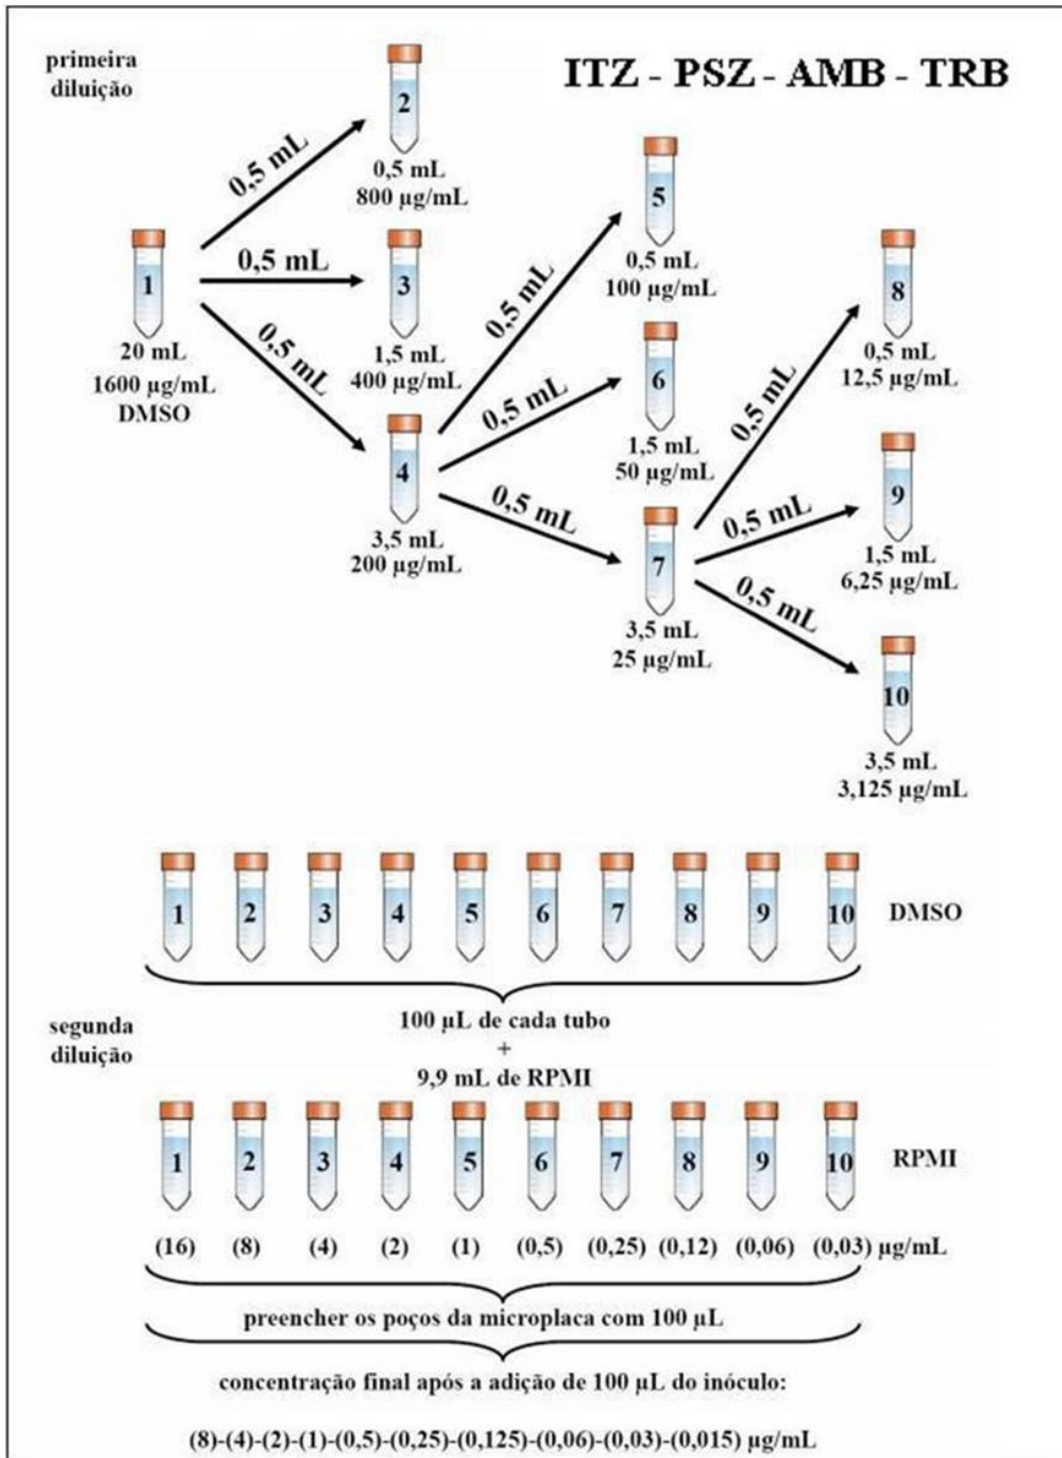 primeira
diluição
ITZ - PSZ - AMB - TRB
2
0,5 mL
0,5 mL
800 µg/mL
1
20 mL
1600 µg/mL
DMSO
0,5 mL
3
1,5 mL
400 µg/mL
0,5 mL
4
3,5 mL
200 µg/mL
0,5 mL
5
0,5 mL
100 µg/mL
0,5 mL
6
1,5 mL
50 µg/mL
0,5 mL
7
3,5 mL
25 µg/mL
0,5 mL
8
0,5 mL
12,5 µg/mL
0,5 mL
9
1,5 mL
6,25 µg/mL
0,5 mL
10
3,5 mL
3,125 µg/mL
1 2 3 4 5 6 7 8 9 10 DMSO
segunda
diluição
100 µL de cada tubo
+
9,9 mL de RPMI
1 2 3 4 5 6 7 8 9 10 RPMI
(16) (8) (4) (2) (1) (0,5) (0,25) (0,12) (0,06) (0,03) µg/mL
preencher os poços da microplaca com 100 µL
concentração final após a adição de 100 µL do inóculo:
(8)-(4)-(2)-(1)-(0,5)-(0,25)-(0,125)-(0,06)-(0,03)-(0,015) µg/mL